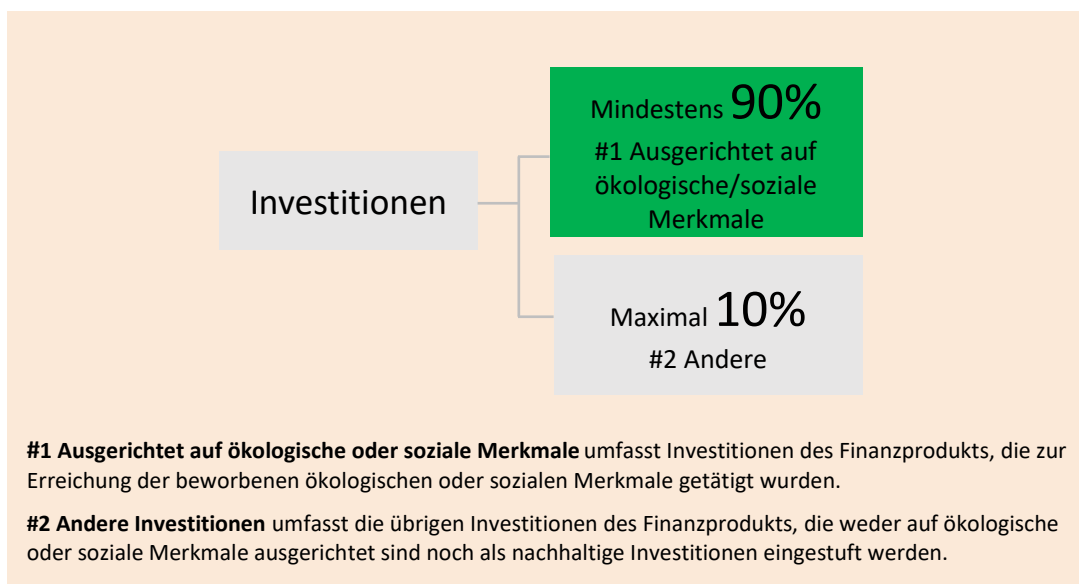 Investitionen
Mindestens 90%
#1 Ausgerichtet auf
ökologische/soziale
Merkmale
Maximal 10%
#2 Andere
#1 Ausgerichtet auf ökologische oder soziale Merkmale umfasst Investitionen des Finanzprodukts, die zur
Erreichung der beworbenen ökologischen oder sozialen Merkmale getätigt wurden.
#2 Andere Investitionen umfasst die übrigen Investitionen des Finanzprodukts, die weder auf ökologische
oder soziale Merkmale ausgerichtet sind noch als nachhaltige Investitionen eingestuft werden.